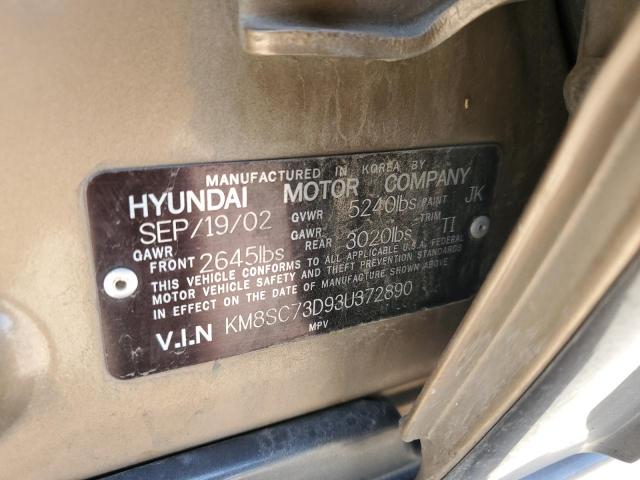 MANUFACTURED IN KOREA BY
HYUNDAI MOTOR COMPANY
SEP/19/02 GVWR 5240lbs PAINT JK
GAWR FRONT 2645lbs GAWR REAR 3020lbs TRIM TI
THIS VEHICLE CONFORMS TO ALL APPLICABLE U.S.A. FEDERAL
MOTOR VEHICLE SAFETY AND THEFT PREVENTION STANDARDS
IN EFFECT ON THE DATE OF MANUFACTURE SHOWN ABOVE.
V.I.N KM8SC73D93U372890
MPV